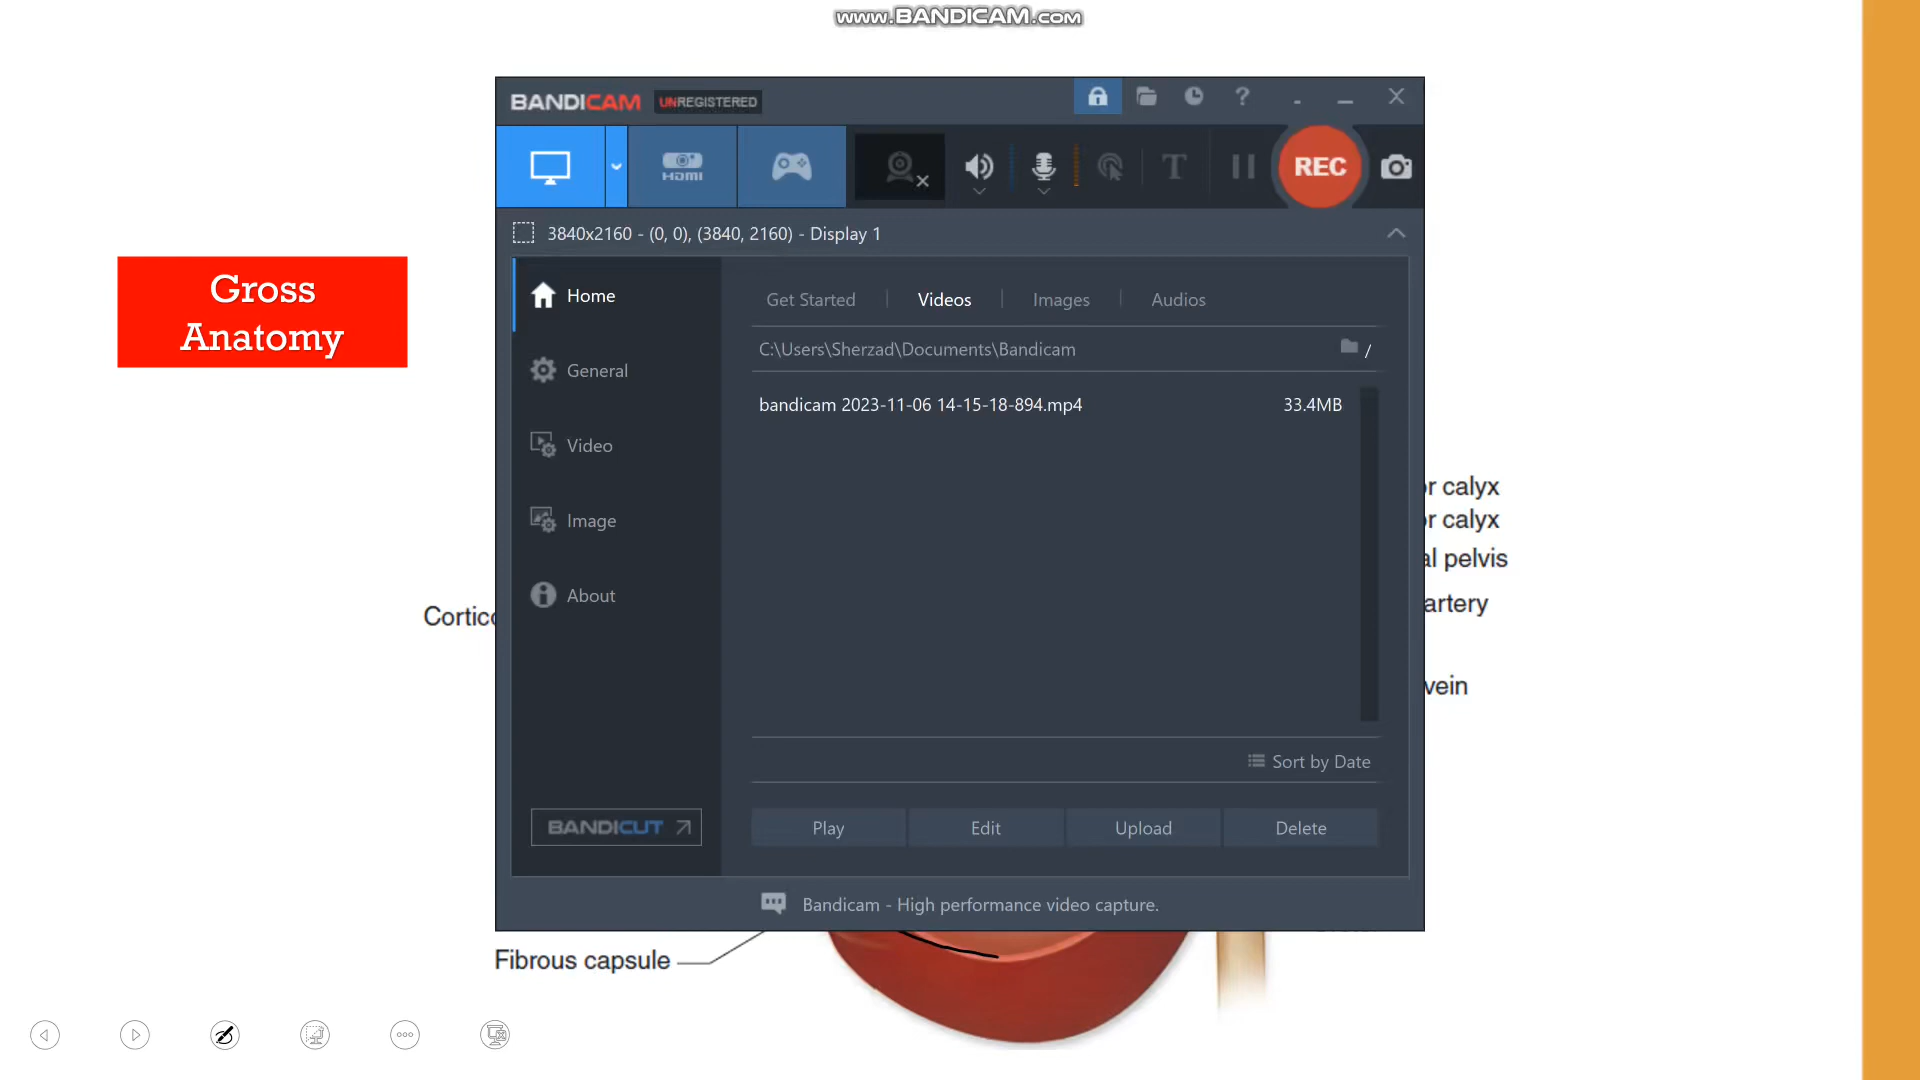 www.BANDICAM.com
BANDICAM UNREGISTERED
?
HDMI
T
REC
3840x2160 - (0, 0), (3840, 2160) - Display 1
Gross
Anatomy
Home
General
Video
Image
About
Get Started
Videos
Images
Audios
C:\Users\Sherzad\Documents\Bandicam
/
bandicam 2023-11-06 14-15-18-894.mp4
33.4MB
r calyx
r calyx
al pelvis
artery
vein
Cortico
Sort by Date
BANDICUT
Play
Edit
Upload
Delete
Bandicam - High performance video capture.
Fibrous capsule